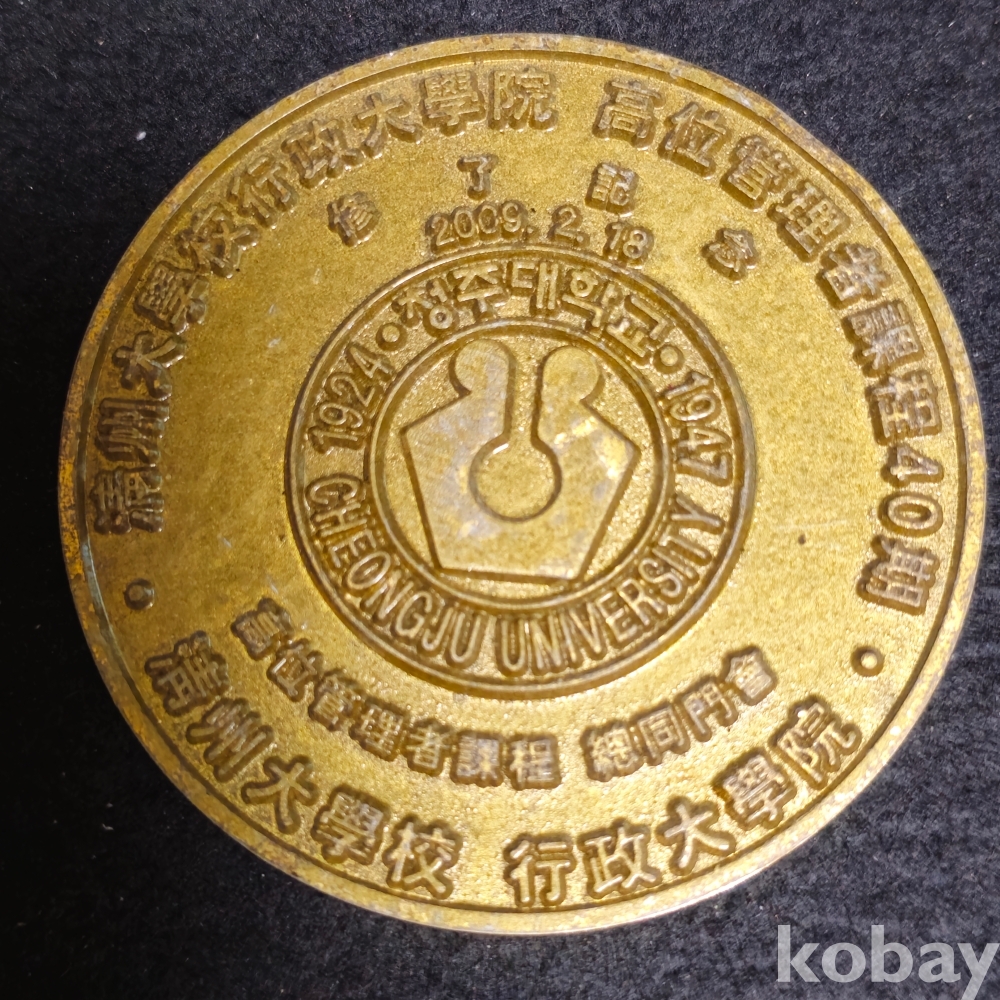 淸州大學校行政大學院 高位管理者課程40期
修了記念
2009. 2. 18
청주대학교
1924 · 1947
CHEONGJU UNIVERSITY
高位管理者課程 總同門會
淸州大學校 行政大學院
kobay